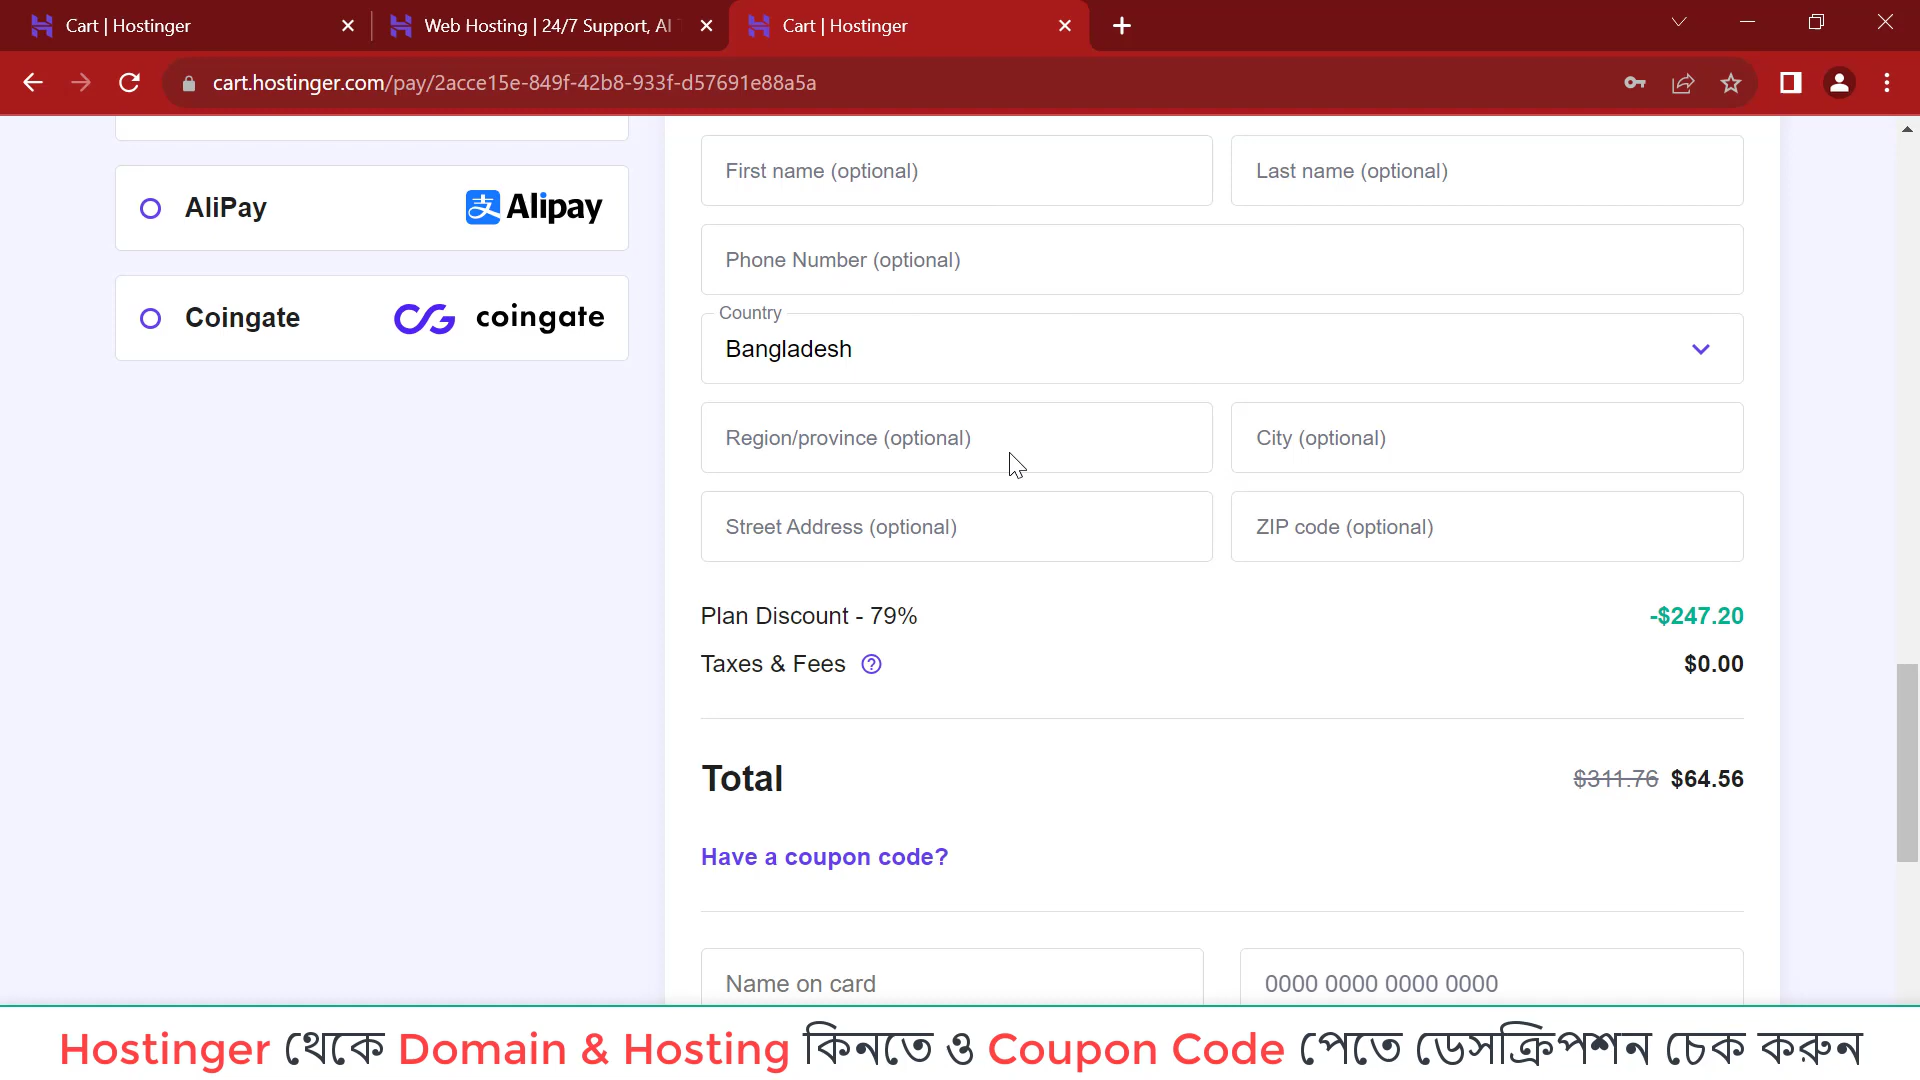 Cart | Hostinger
Web Hosting | 24/7 Support, AI
Cart | Hostinger
cart.hostinger.com/pay/2acce15e-849f-42b8-933f-d57691e88a5a
AliPay
支 Alipay
Coingate
coingate
First name (optional)
Last name (optional)
Phone Number (optional)
Country
Bangladesh
Region/province (optional)
City (optional)
Street Address (optional)
ZIP code (optional)
Plan Discount - 79%
-$247.20
Taxes & Fees ?
$0.00
Total
$311.76 $64.56
Have a coupon code?
Name on card
0000 0000 0000 0000
Hostinger থেকে Domain & Hosting কিনতে ও Coupon Code পেতে ডেসক্রিপশন চেক করুন